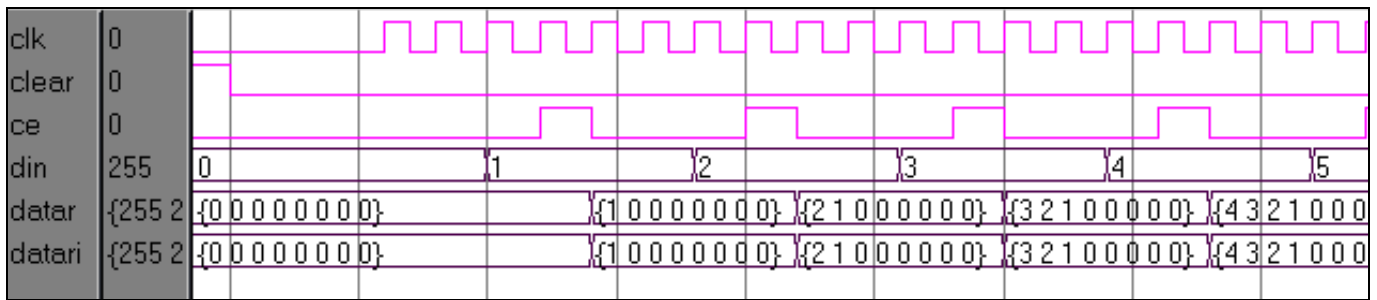 clk 0
clear 0
ce 0
din 255 0 1 2 3 4 5
datar {255 2 {0 0 0 0 0 0 0 0} {1 0 0 0 0 0 0 0} {2 1 0 0 0 0 0 0} {3 2 1 0 0 0 0 0} {4 3 2 1 0 0 0
datari {255 2 {0 0 0 0 0 0 0 0} {1 0 0 0 0 0 0 0} {2 1 0 0 0 0 0 0} {3 2 1 0 0 0 0 0} {4 3 2 1 0 0 0